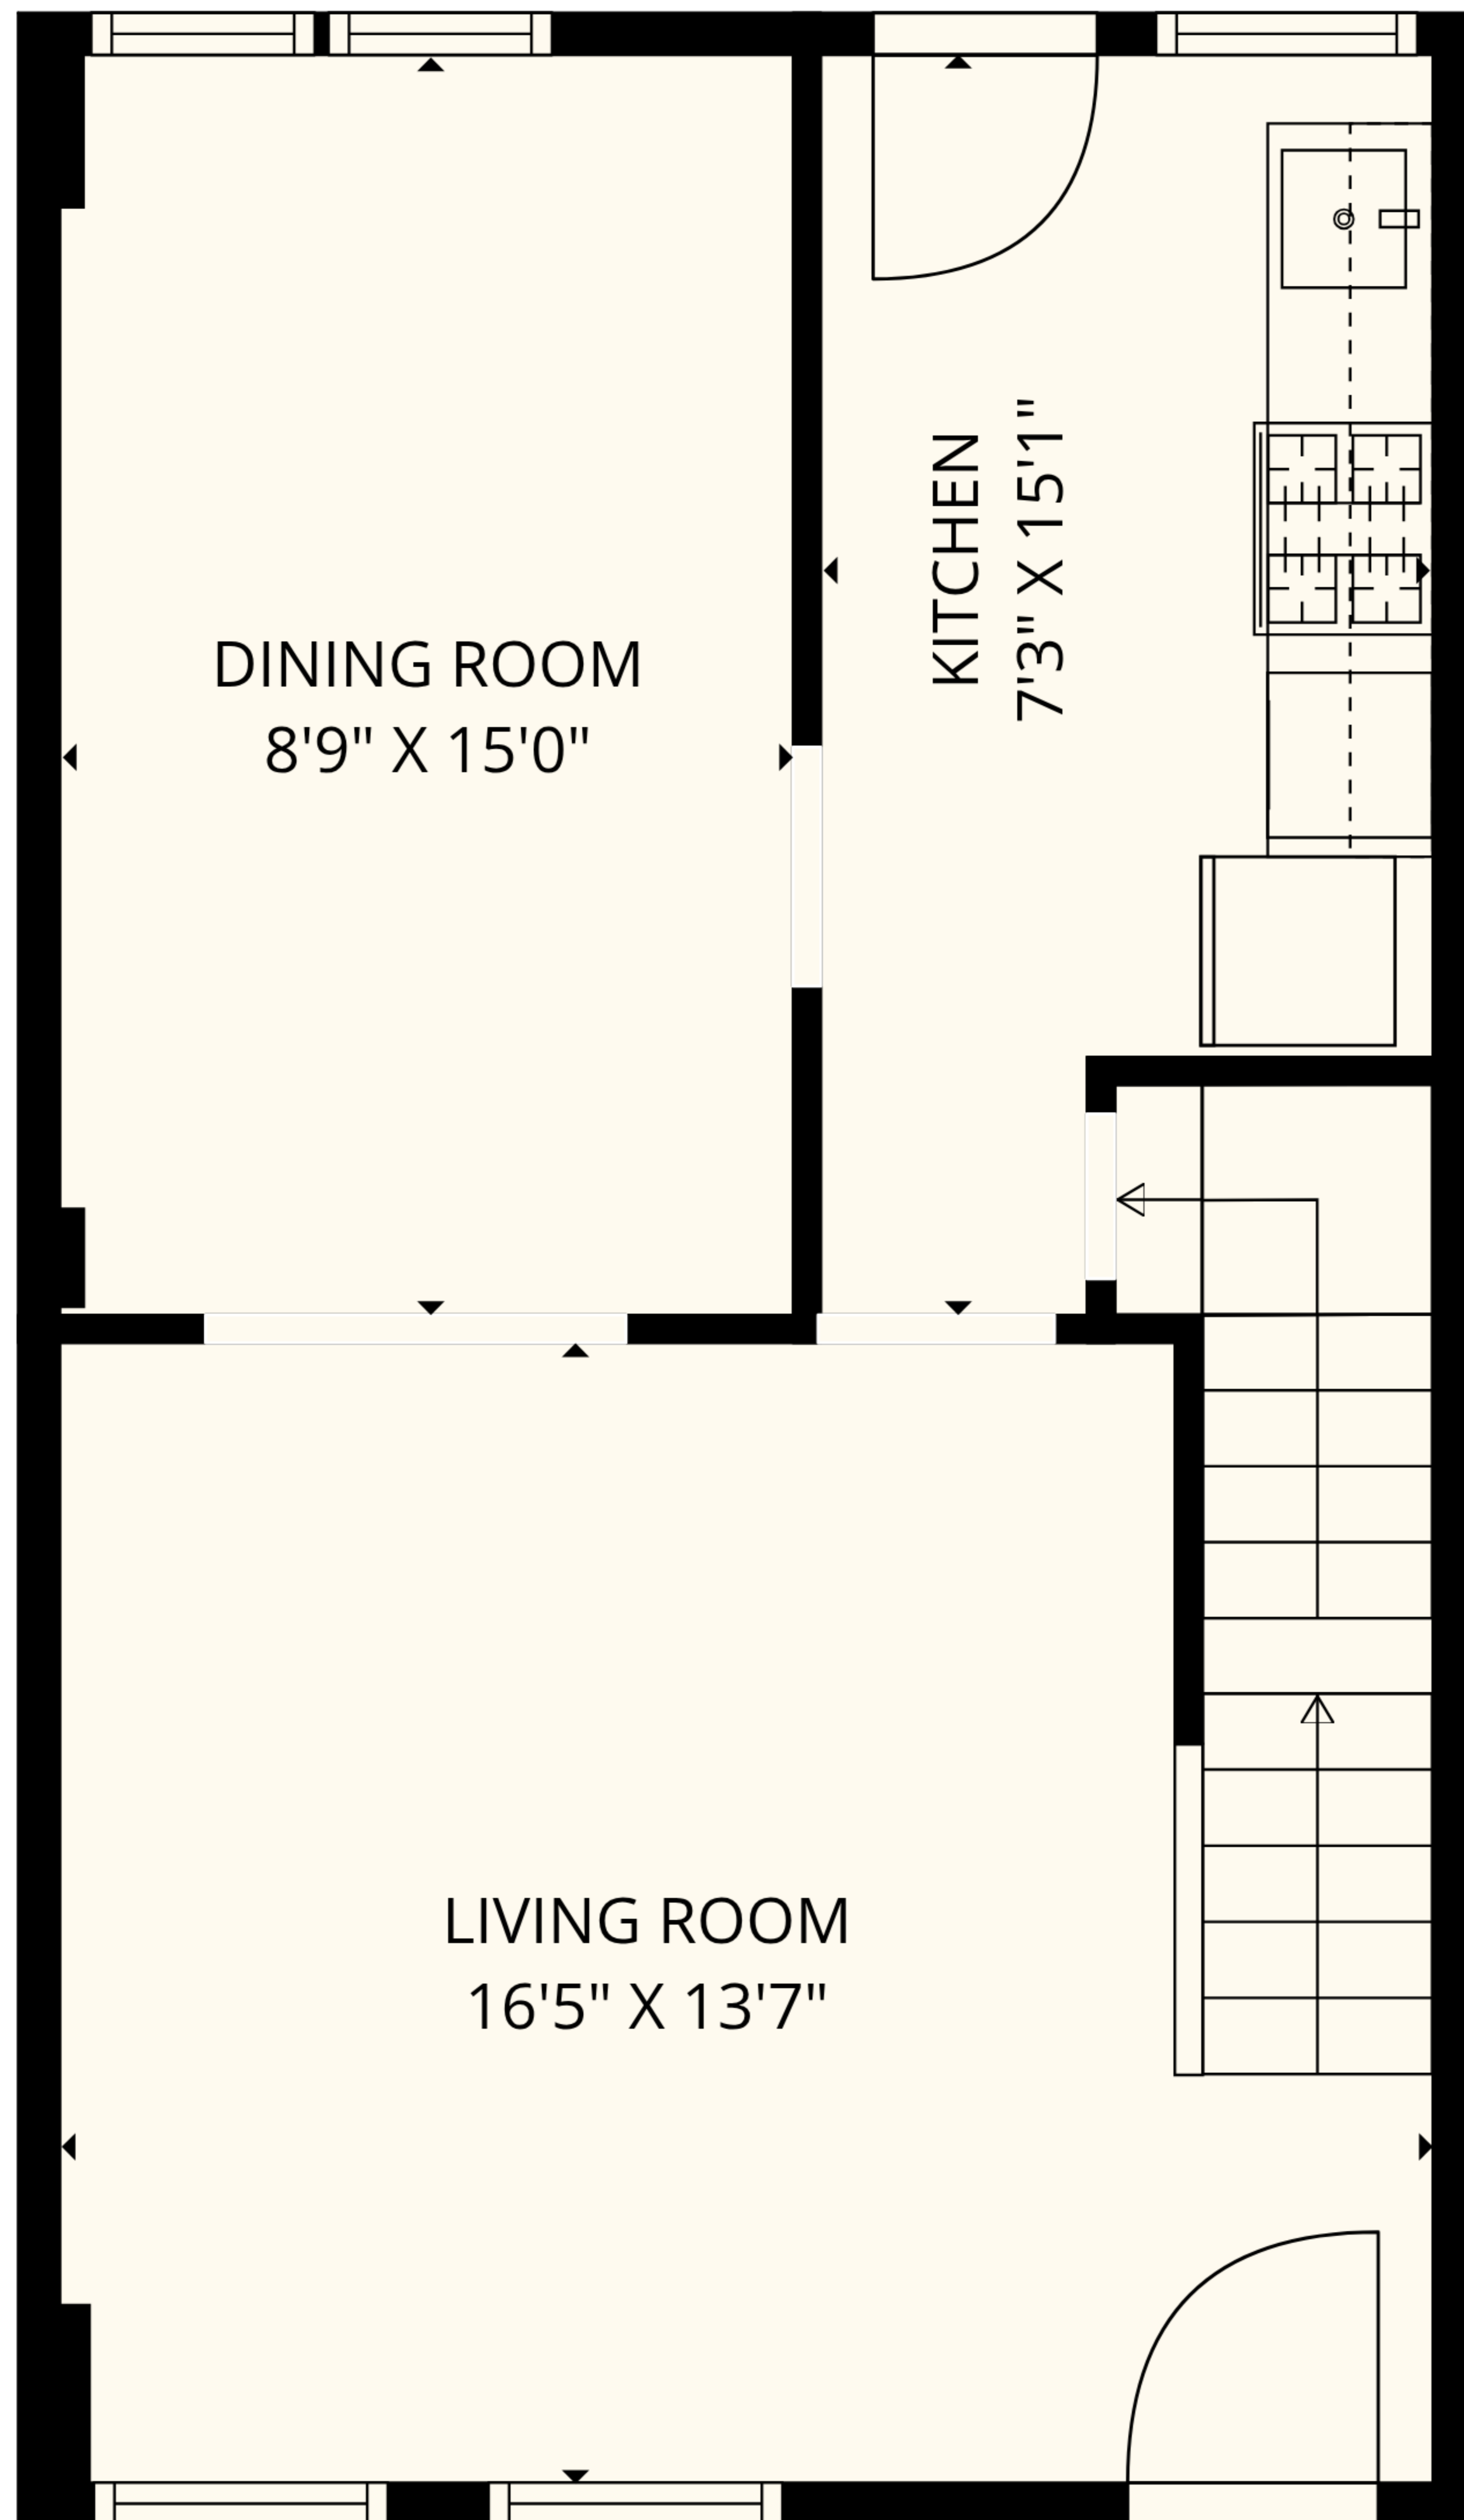 KITCHEN
7'3" X 15'1"
DINING ROOM
8'9" X 15'0"
LIVING ROOM
16'5" X 13'7"